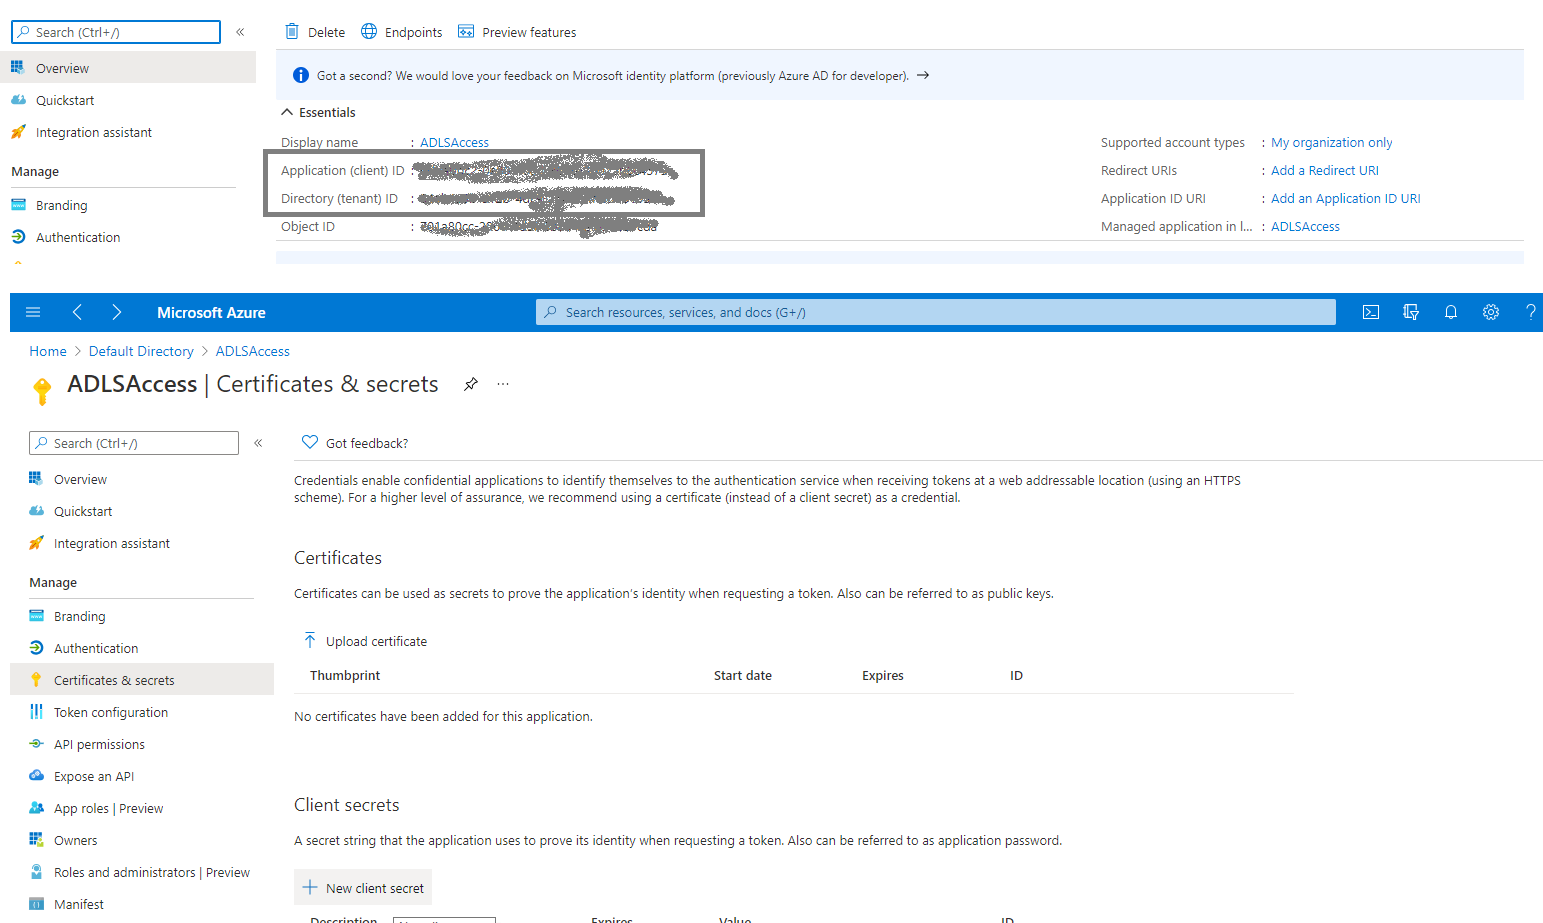 Search (Ctrl+/) «
Delete Endpoints Preview features
Overview
Quickstart
Integration assistant
Manage
Branding
Authentication
Got a second? We would love your feedback on Microsoft identity platform (previously Azure AD for developer). →
Essentials
Display name : ADLSAccess
Application (client) ID :
Directory (tenant) ID :
Object ID :
Supported account types : My organization only
Redirect URIs : Add a Redirect URI
Application ID URI : Add an Application ID URI
Managed application in l... : ADLSAccess
Microsoft Azure
Search resources, services, and docs (G+/)
Home > Default Directory > ADLSAccess
ADLSAccess | Certificates & secrets ...
Search (Ctrl+/) «
Overview
Quickstart
Integration assistant
Manage
Branding
Authentication
Certificates & secrets
Token configuration
API permissions
Expose an API
App roles | Preview
Owners
Roles and administrators | Preview
Manifest
Got feedback?
Credentials enable confidential applications to identify themselves to the authentication service when receiving tokens at a web addressable location (using an HTTPS
scheme). For a higher level of assurance, we recommend using a certificate (instead of a client secret) as a credential.
Certificates
Certificates can be used as secrets to prove the application's identity when requesting a token. Also can be referred to as public keys.
Upload certificate
Thumbprint Start date Expires ID
No certificates have been added for this application.
Client secrets
A secret string that the application uses to prove its identity when requesting a token. Also can be referred to as application password.
New client secret
Description Expires Value ID